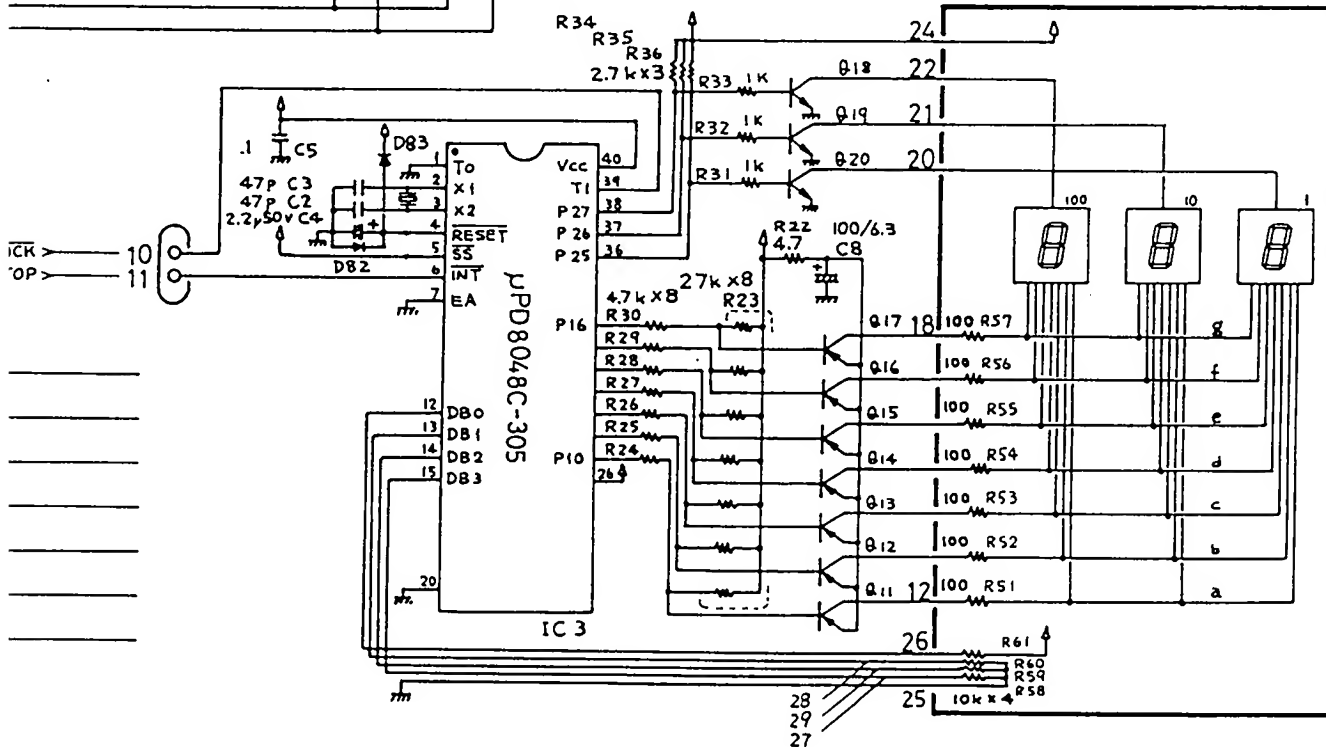 R34
R35
R36
2.7k×3
R33 1K
R32 1K
R31 1k
Q18
Q19
Q20
24
22
21
20
.1 C5
D83
47p C3
47p C2
2.2μ50v C4
D82
10
11
1 T0
2 X1
3 X2
4 RESET
5 SS
6 INT
7 EA
12 DB0
13 DB1
14 DB2
15 DB3
20
Vcc 40
T1 39
P27 38
P26 37
P25 36
P16
P10
26
μPD8048C-305
IC3
4.7k×8
27k×8
R23
R22
4.7
100/6.3
C8
R30
R29
R28
R27
R26
R25
R24
Q17 18 100 R57 g
Q16 100 R56 f
Q15 100 R55 e
Q14 100 R54 d
Q13 100 R53 c
Q12 100 R52 b
Q11 12 100 R51 a
100
10
1
8
8
8
26
R61
R60
R59
R58
28
29
27
25
10k×4